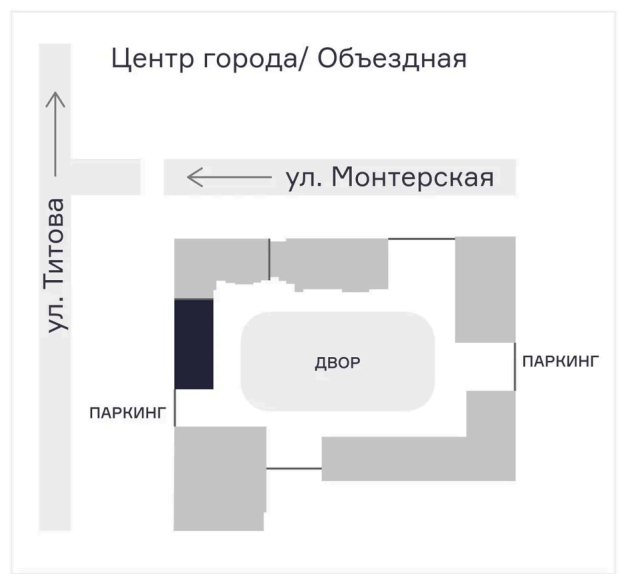 Центр города/ Объездная
ул. Монтерская
ул. Титова
ДВОР
ПАРКИНГ
ПАРКИНГ